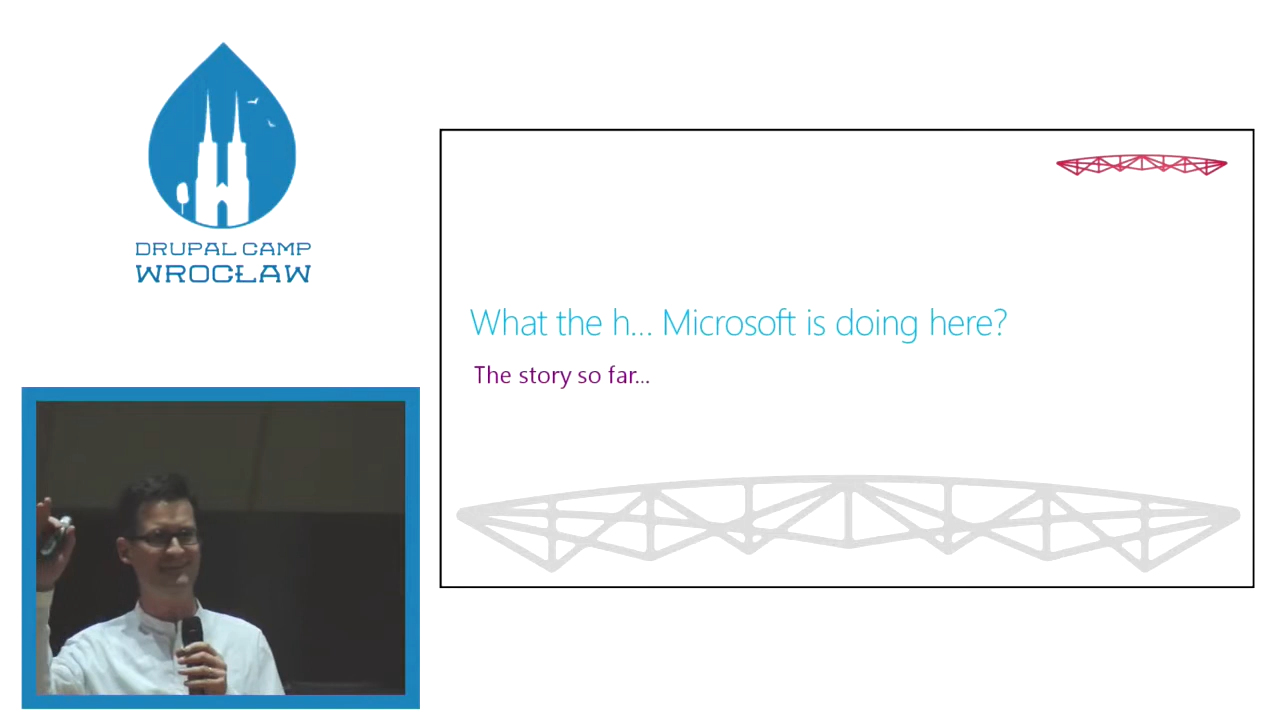 DRUPAL CAMP
WROCŁAW
What the h... Microsoft is doing here?
The story so far...